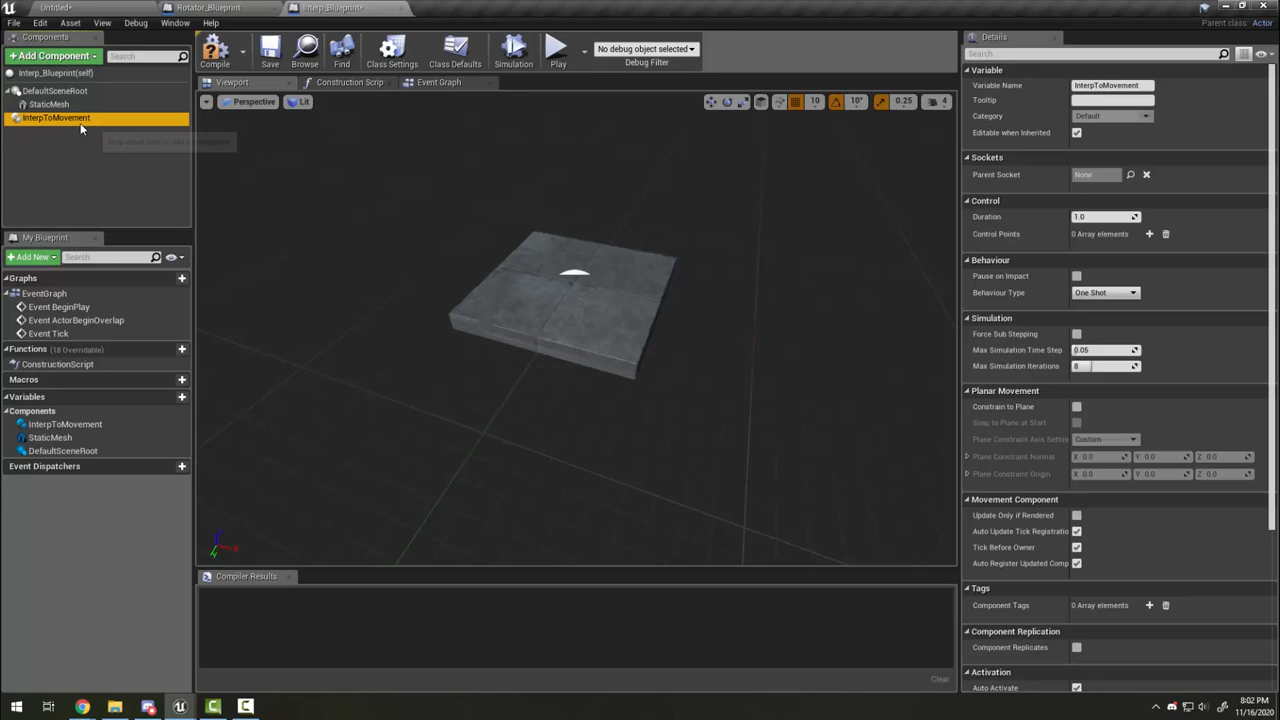 Untitled*
Rotator_Blueprint
Interp_Blueprint*
File Edit Asset View Debug Window Help
Parent class: Actor
Components
Details
+ Add Component
Search
Compile
Save
Browse
Find
Class Settings
Class Defaults
Simulation
Play
No debug object selected
Debug Filter
Search
Interp_Blueprint(self)
DefaultSceneRoot
StaticMesh
InterpToMovement
Viewport
Construction Scrip
Event Graph
Perspective
Lit
10
10°
0.25
4
Variable
Variable Name InterpToMovement
Tooltip
Category Default
Editable when Inherited
Sockets
Parent Socket None
Control
Duration 1.0
Control Points 0 Array elements
Behaviour
Pause on Impact
Behaviour Type One Shot
Simulation
Force Sub Stepping
Max Simulation Time Step 0.05
Max Simulation Iterations 8
Planar Movement
Constrain to Plane
Snap to Plane at Start
Plane Constraint Axis Settin Custom
Plane Constraint Normal X 0.0 Y 0.0 Z 0.0
Plane Constraint Origin X 0.0 Y 0.0 Z 0.0
Movement Component
Update Only if Rendered
Auto Update Tick Registratio
Tick Before Owner
Auto Register Updated Comp
Tags
Component Tags 0 Array elements
Component Replication
Component Replicates
Activation
Auto Activate
My Blueprint
+ Add New
Search
Graphs
EventGraph
Event BeginPlay
Event ActorBeginOverlap
Event Tick
Functions (18 Overridable)
ConstructionScript
Macros
Variables
Components
InterpToMovement
StaticMesh
DefaultSceneRoot
Event Dispatchers
Compiler Results
Clear
8:02 PM
11/16/2020